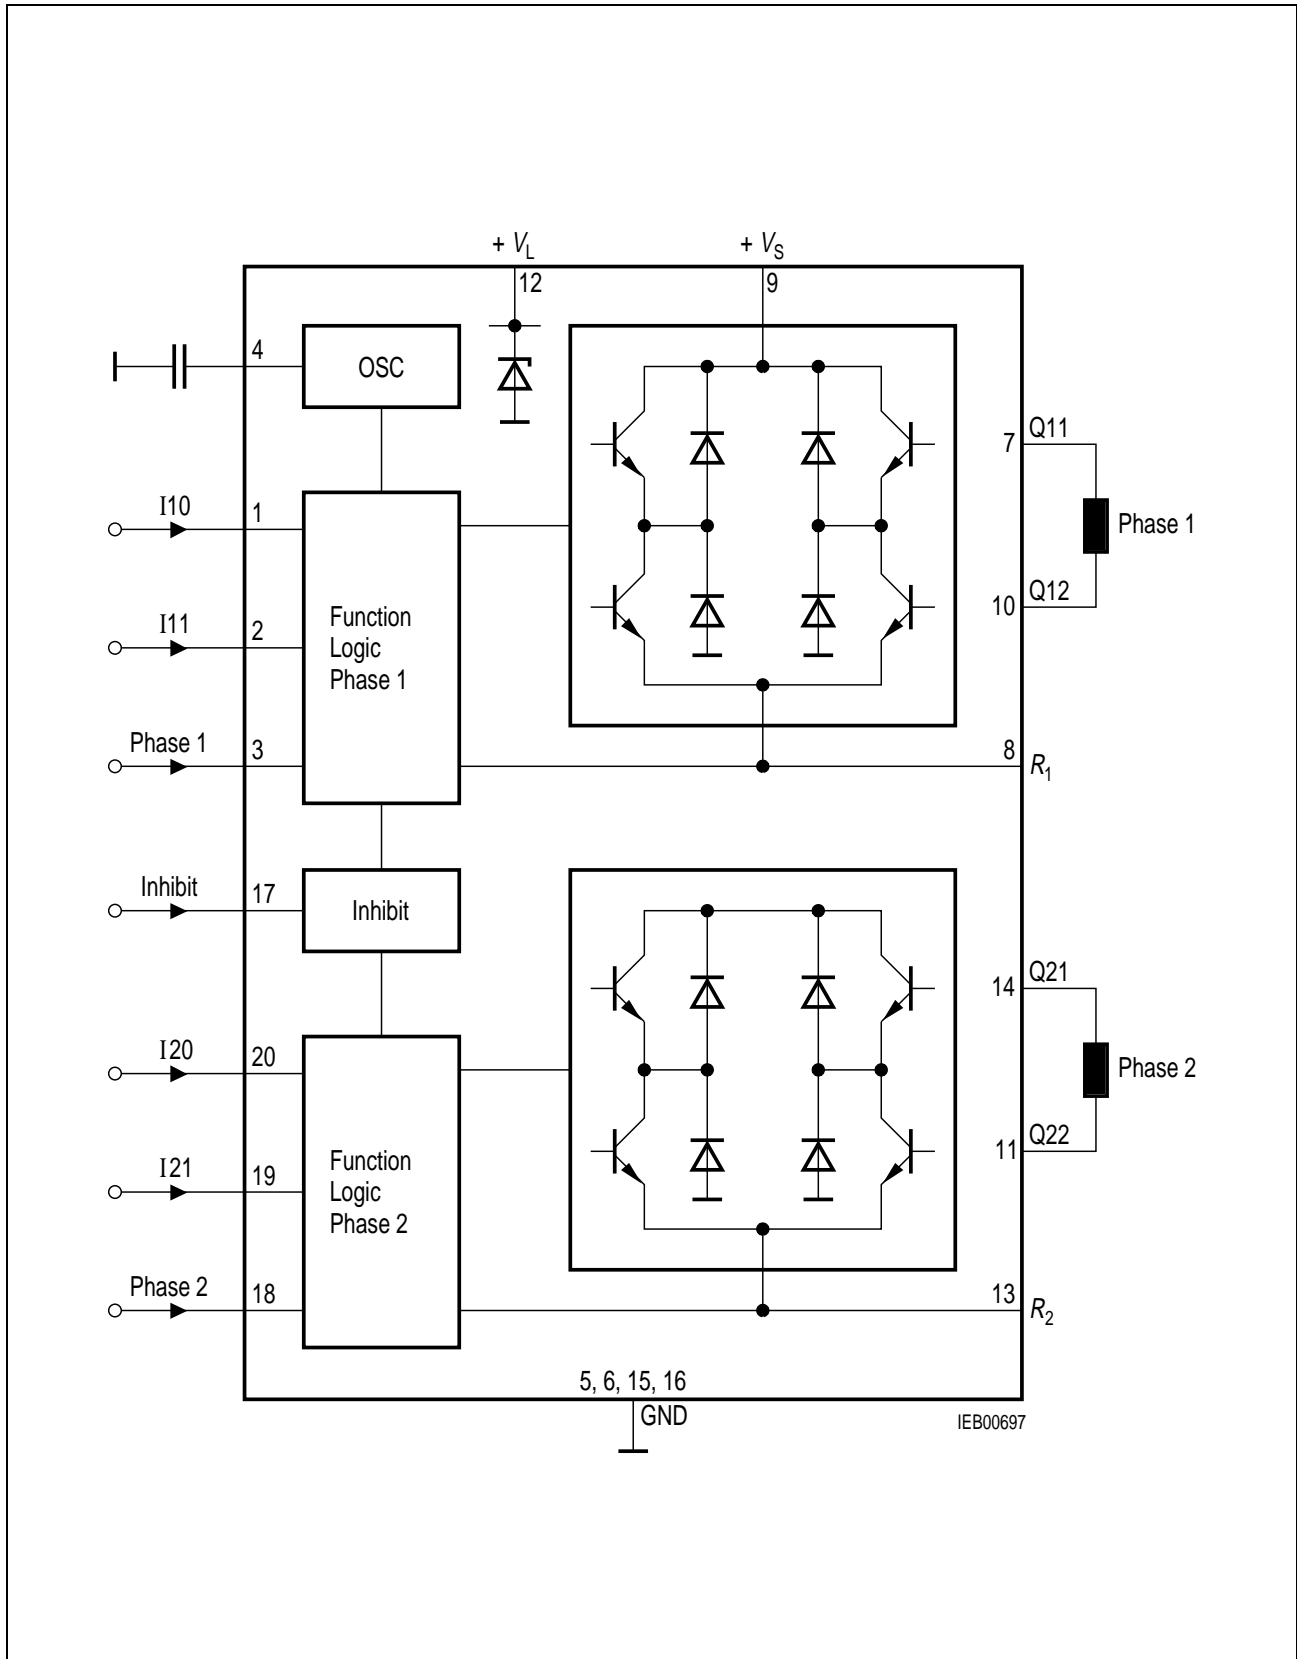 + VL
+ VS
12
9
4
OSC
7
Q11
I10
1
Phase 1
I11
2
Function
Logic
Phase 1
10
Q12
Phase 1
3
8
R1
Inhibit
17
Inhibit
14
Q21
I20
20
Phase 2
I21
19
Function
Logic
Phase 2
11
Q22
Phase 2
18
13
R2
5, 6, 15, 16
GND
IEB00697